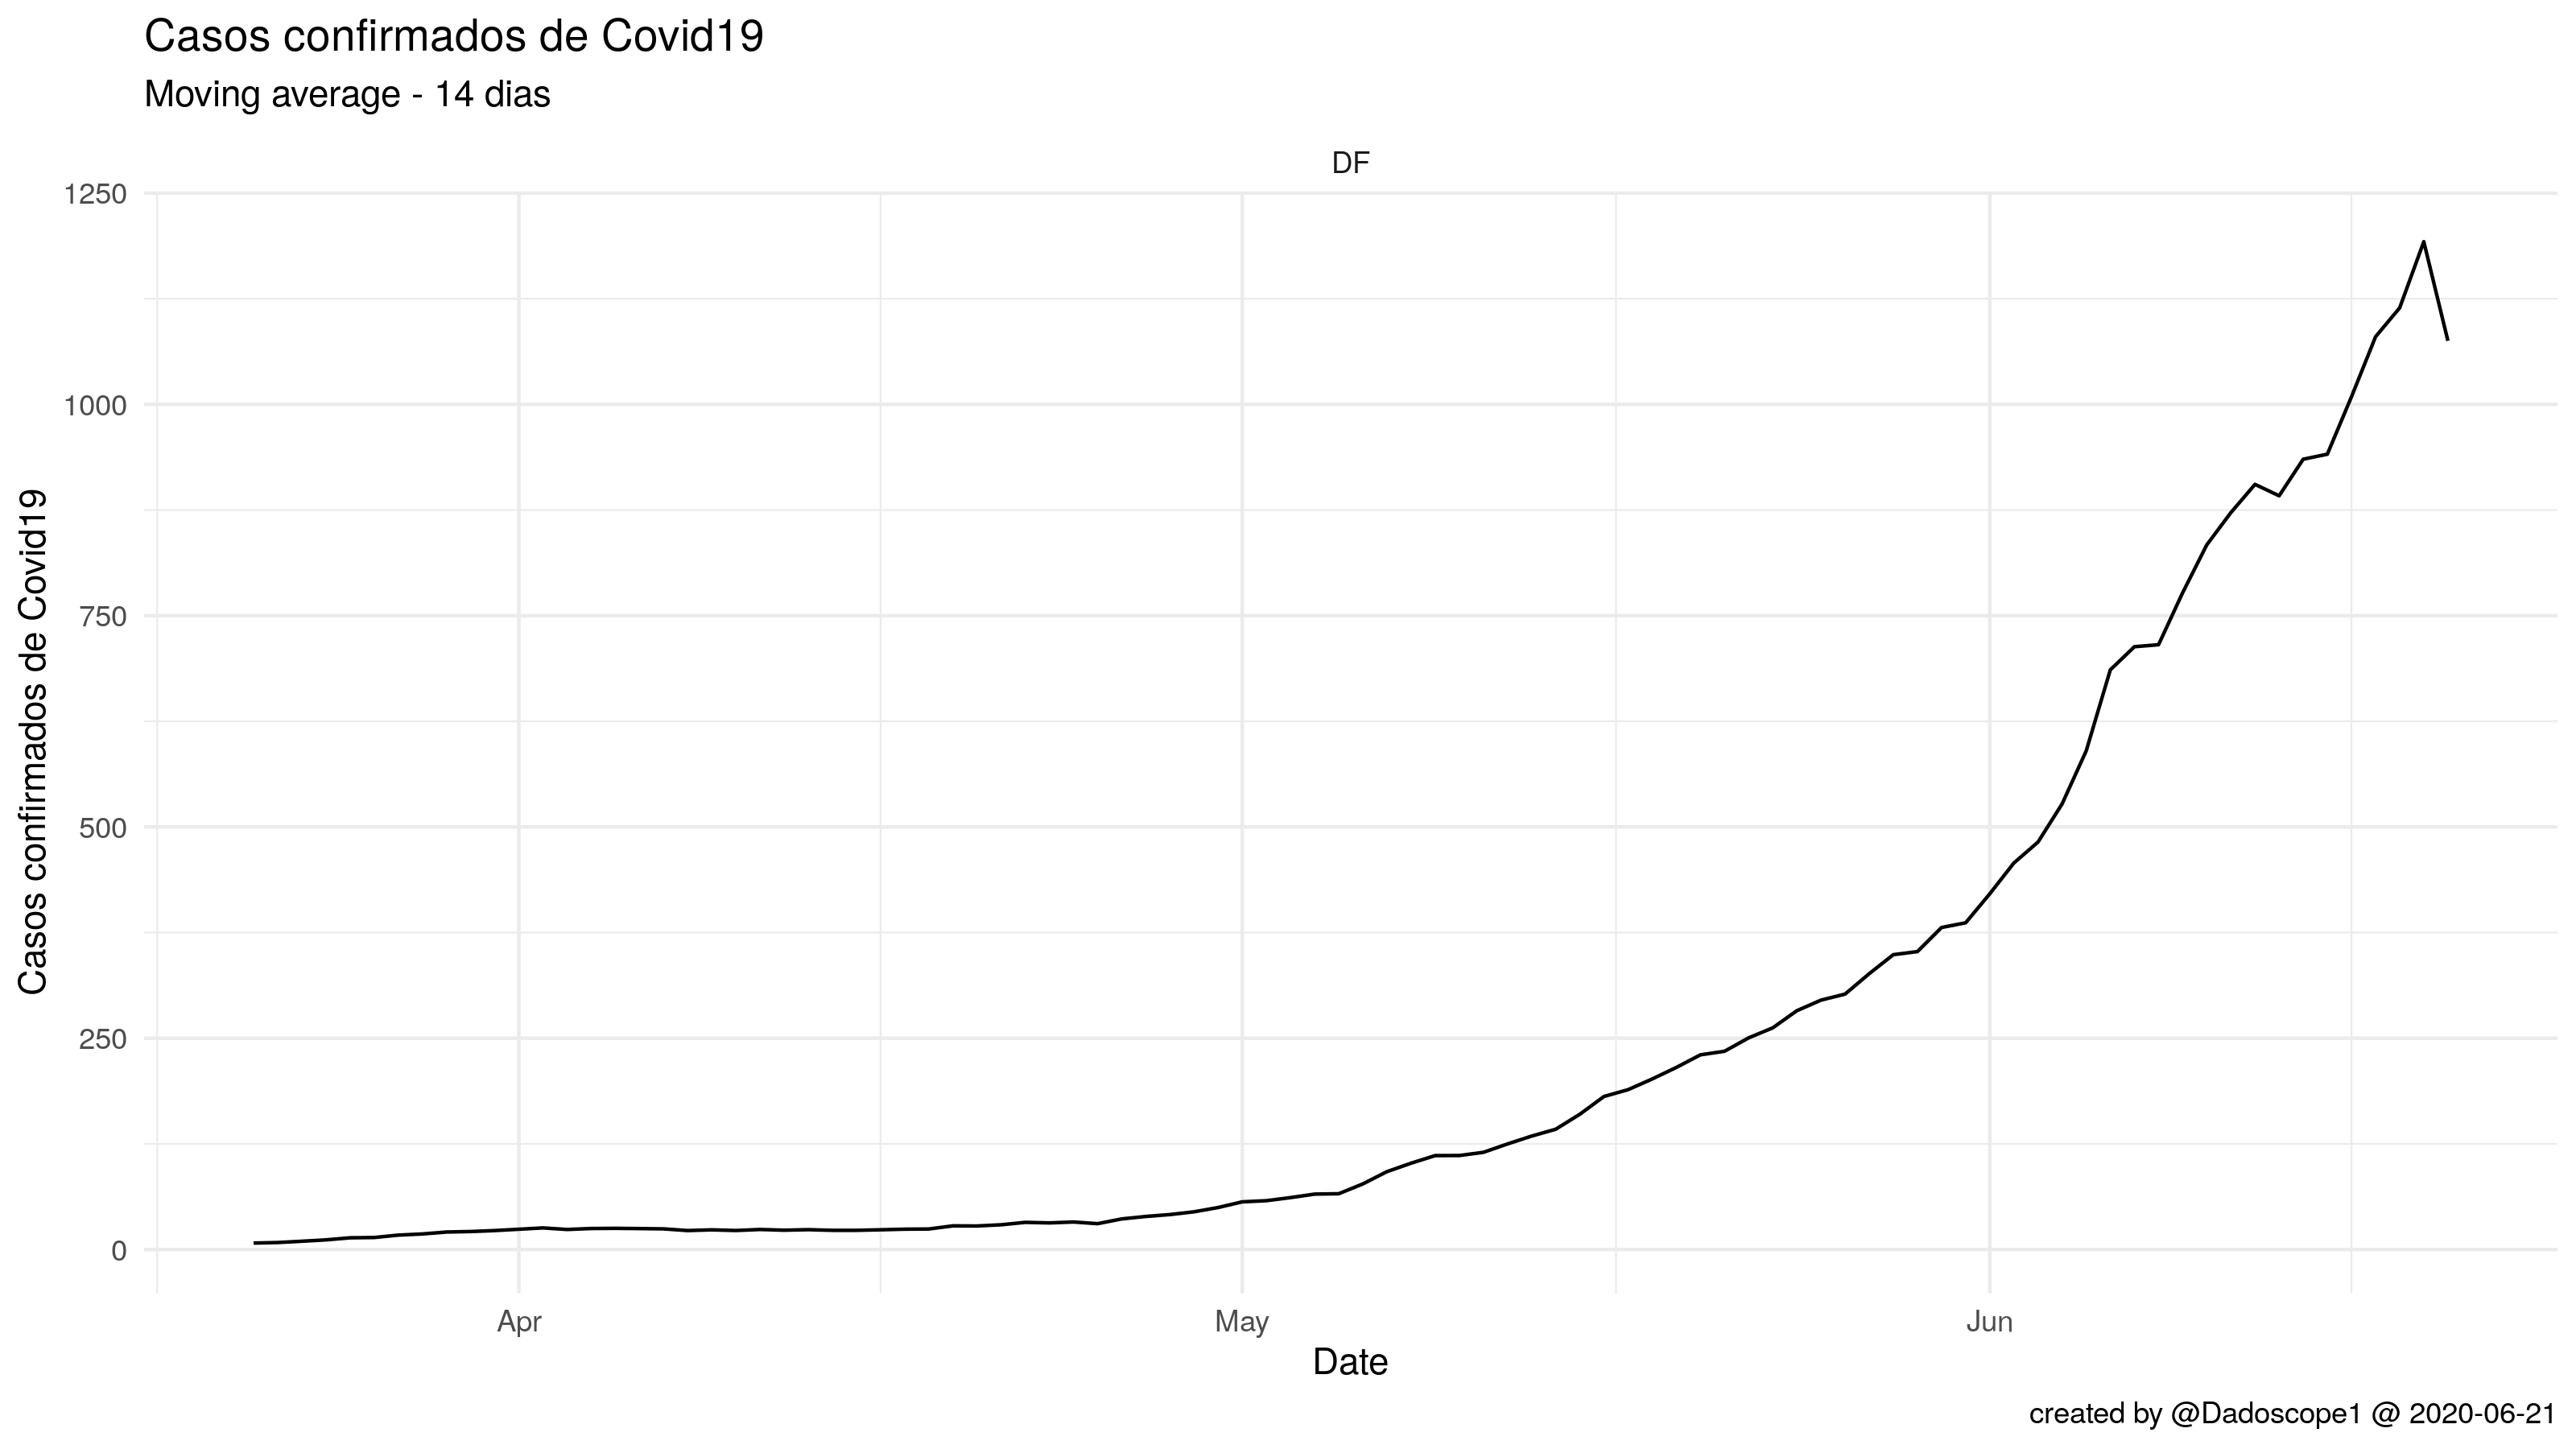 Casos confirmados de Covid19
Moving average - 14 dias
DF
Casos confirmados de Covid19
1250
1000
750
500
250
0
Apr May Jun
Date
created by @Dadoscope1 @ 2020-06-21